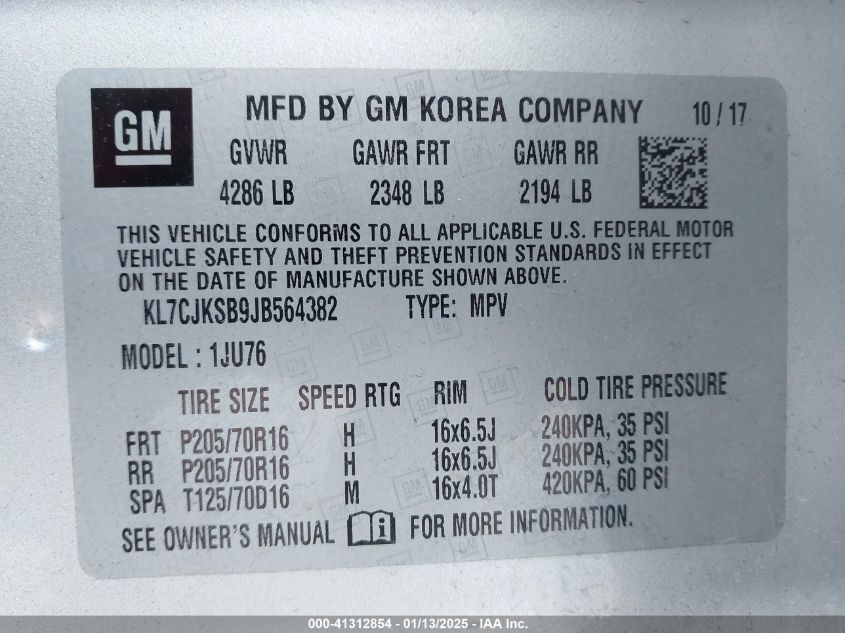 GM MFD BY GM KOREA COMPANY 10 / 17
GVWR GAWR FRT GAWR RR
4286 LB 2348 LB 2194 LB
THIS VEHICLE CONFORMS TO ALL APPLICABLE U.S. FEDERAL MOTOR
VEHICLE SAFETY AND THEFT PREVENTION STANDARDS IN EFFECT
ON THE DATE OF MANUFACTURE SHOWN ABOVE.
KL7CJKSB9JB564382 TYPE: MPV
MODEL : 1JU76
TIRE SIZE SPEED RTG RIM COLD TIRE PRESSURE
FRT P205/70R16 H 16x6.5J 240KPA, 35 PSI
RR P205/70R16 H 16x6.5J 240KPA, 35 PSI
SPA T125/70D16 M 16x4.0T 420KPA, 60 PSI
SEE OWNER'S MANUAL i FOR MORE INFORMATION.
000-41312854 - 01/13/2025 - IAA Inc.